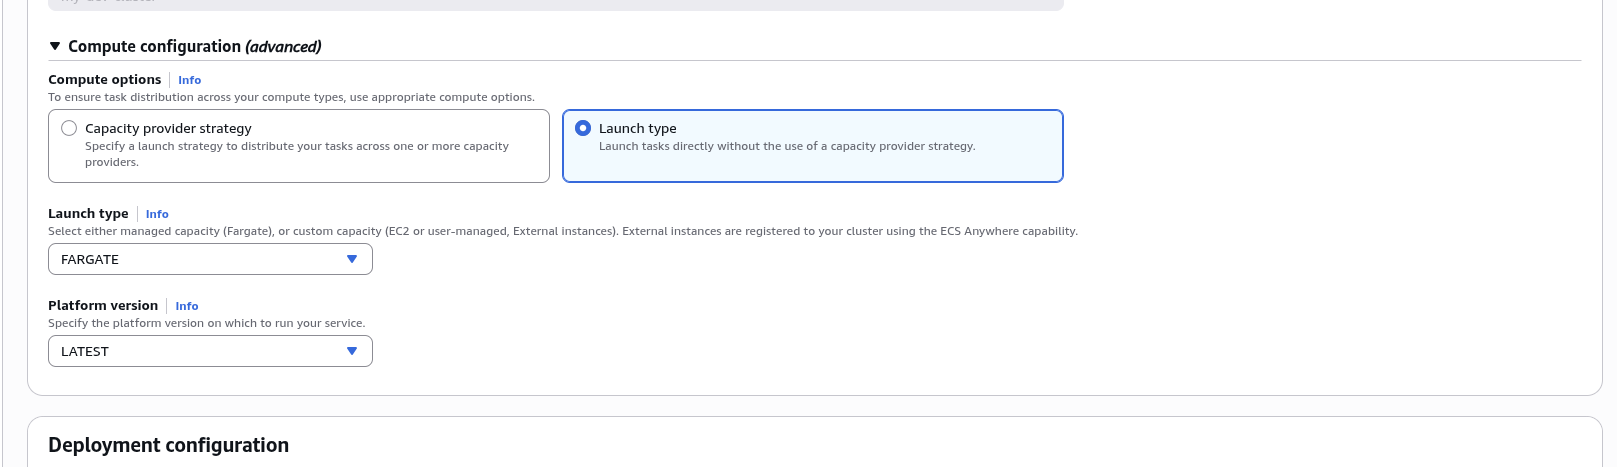 Compute configuration (advanced)
Compute options Info
To ensure task distribution across your compute types, use appropriate compute options.
Capacity provider strategy
Specify a launch strategy to distribute your tasks across one or more capacity
providers.
Launch type
Launch tasks directly without the use of a capacity provider strategy.
Launch type Info
Select either managed capacity (Fargate), or custom capacity (EC2 or user-managed, External instances). External instances are registered to your cluster using the ECS Anywhere capability.
FARGATE
Platform version Info
Specify the platform version on which to run your service.
LATEST
Deployment configuration